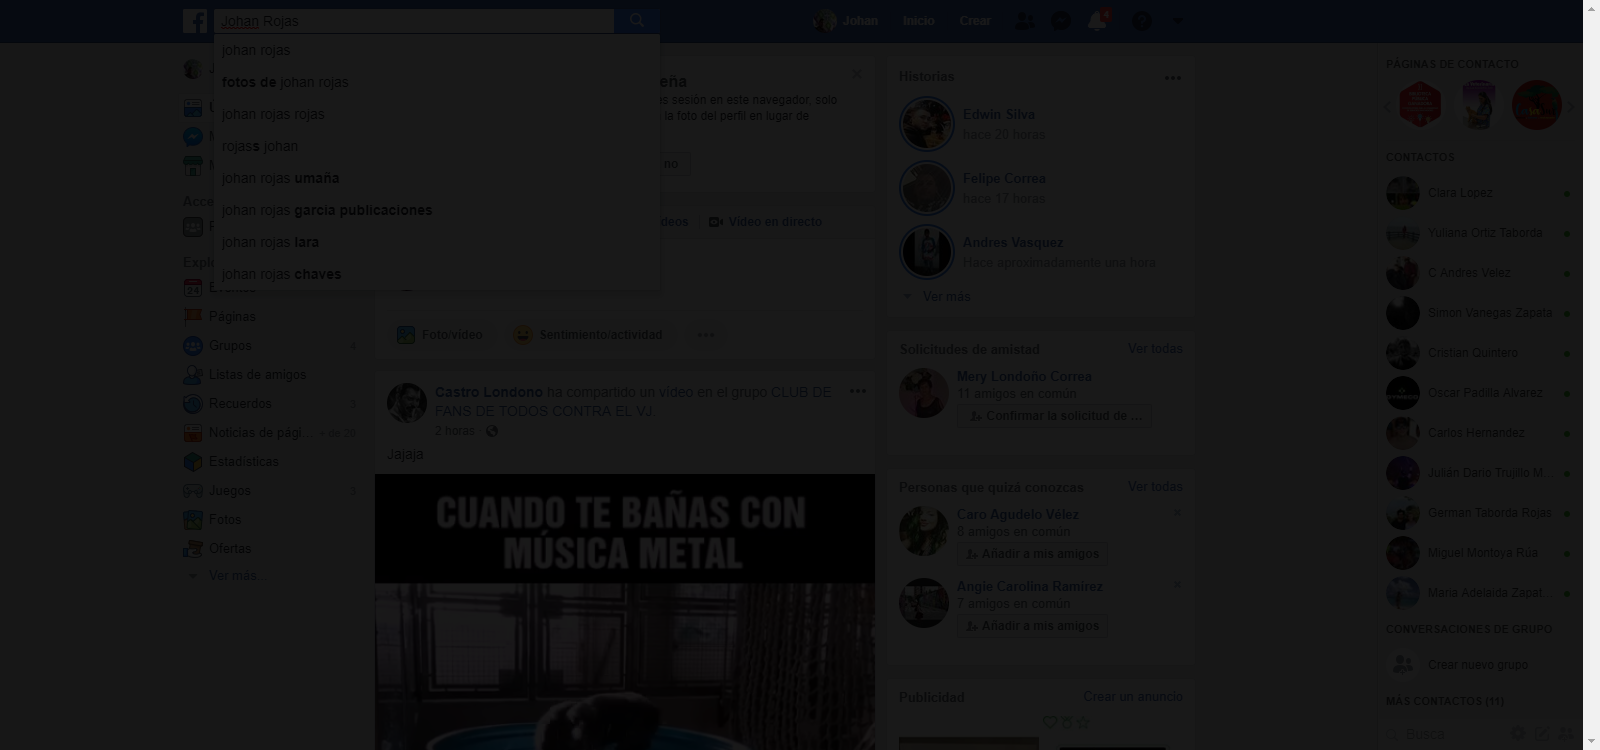 Johan Rojas
Johan
Inicio
Crear
4
johan rojas
fotos de johan rojas
johan rojas rojas
rojass johan
johan rojas umaña
johan rojas garcia publicaciones
johan rojas lara
johan rojas chaves
eña
sesión en este navegador, solo
la foto del perfil en lugar de
no
deos
Vídeo en directo
Eventos
Páginas
Grupos
Listas de amigos
Recuerdos
Noticias de pági...
Estadísticas
Juegos
Fotos
Ofertas
Ver más...
Foto/vídeo
Sentimiento/actividad
Castro Londono ha compartido un vídeo en el grupo CLUB DE
FANS DE TODOS CONTRA EL VJ.
2 horas ·
Jajaja
CUANDO TE BAÑAS CON
MÚSICA METAL
Historias
Edwin Silva
hace 20 horas
Felipe Correa
hace 17 horas
Andres Vasquez
Hace aproximadamente una hora
Ver más
Solicitudes de amistad
Ver todas
Mery Londoño Correa
11 amigos en común
Confirmar la solicitud de ...
Personas que quizá conozcas
Ver todas
Caro Agudelo Vélez
8 amigos en común
Añadir a mis amigos
Angie Carolina Ramirez
7 amigos en común
Añadir a mis amigos
Publicidad
Crear un anuncio
PÁGINAS DE CONTACTO
CONTACTOS
Clara Lopez
Yuliana Ortiz Taborda
C Andres Velez
Simon Vanegas Zapata
Cristian Quintero
Oscar Padilla Alvarez
Carlos Hernandez
Julián Darío Trujillo M...
German Taborda Rojas
Miguel Montoya Rúa
Maria Adelaida Zapat...
CONVERSACIONES DE GRUPO
Crear nuevo grupo
MÁS CONTACTOS (11)
Busca